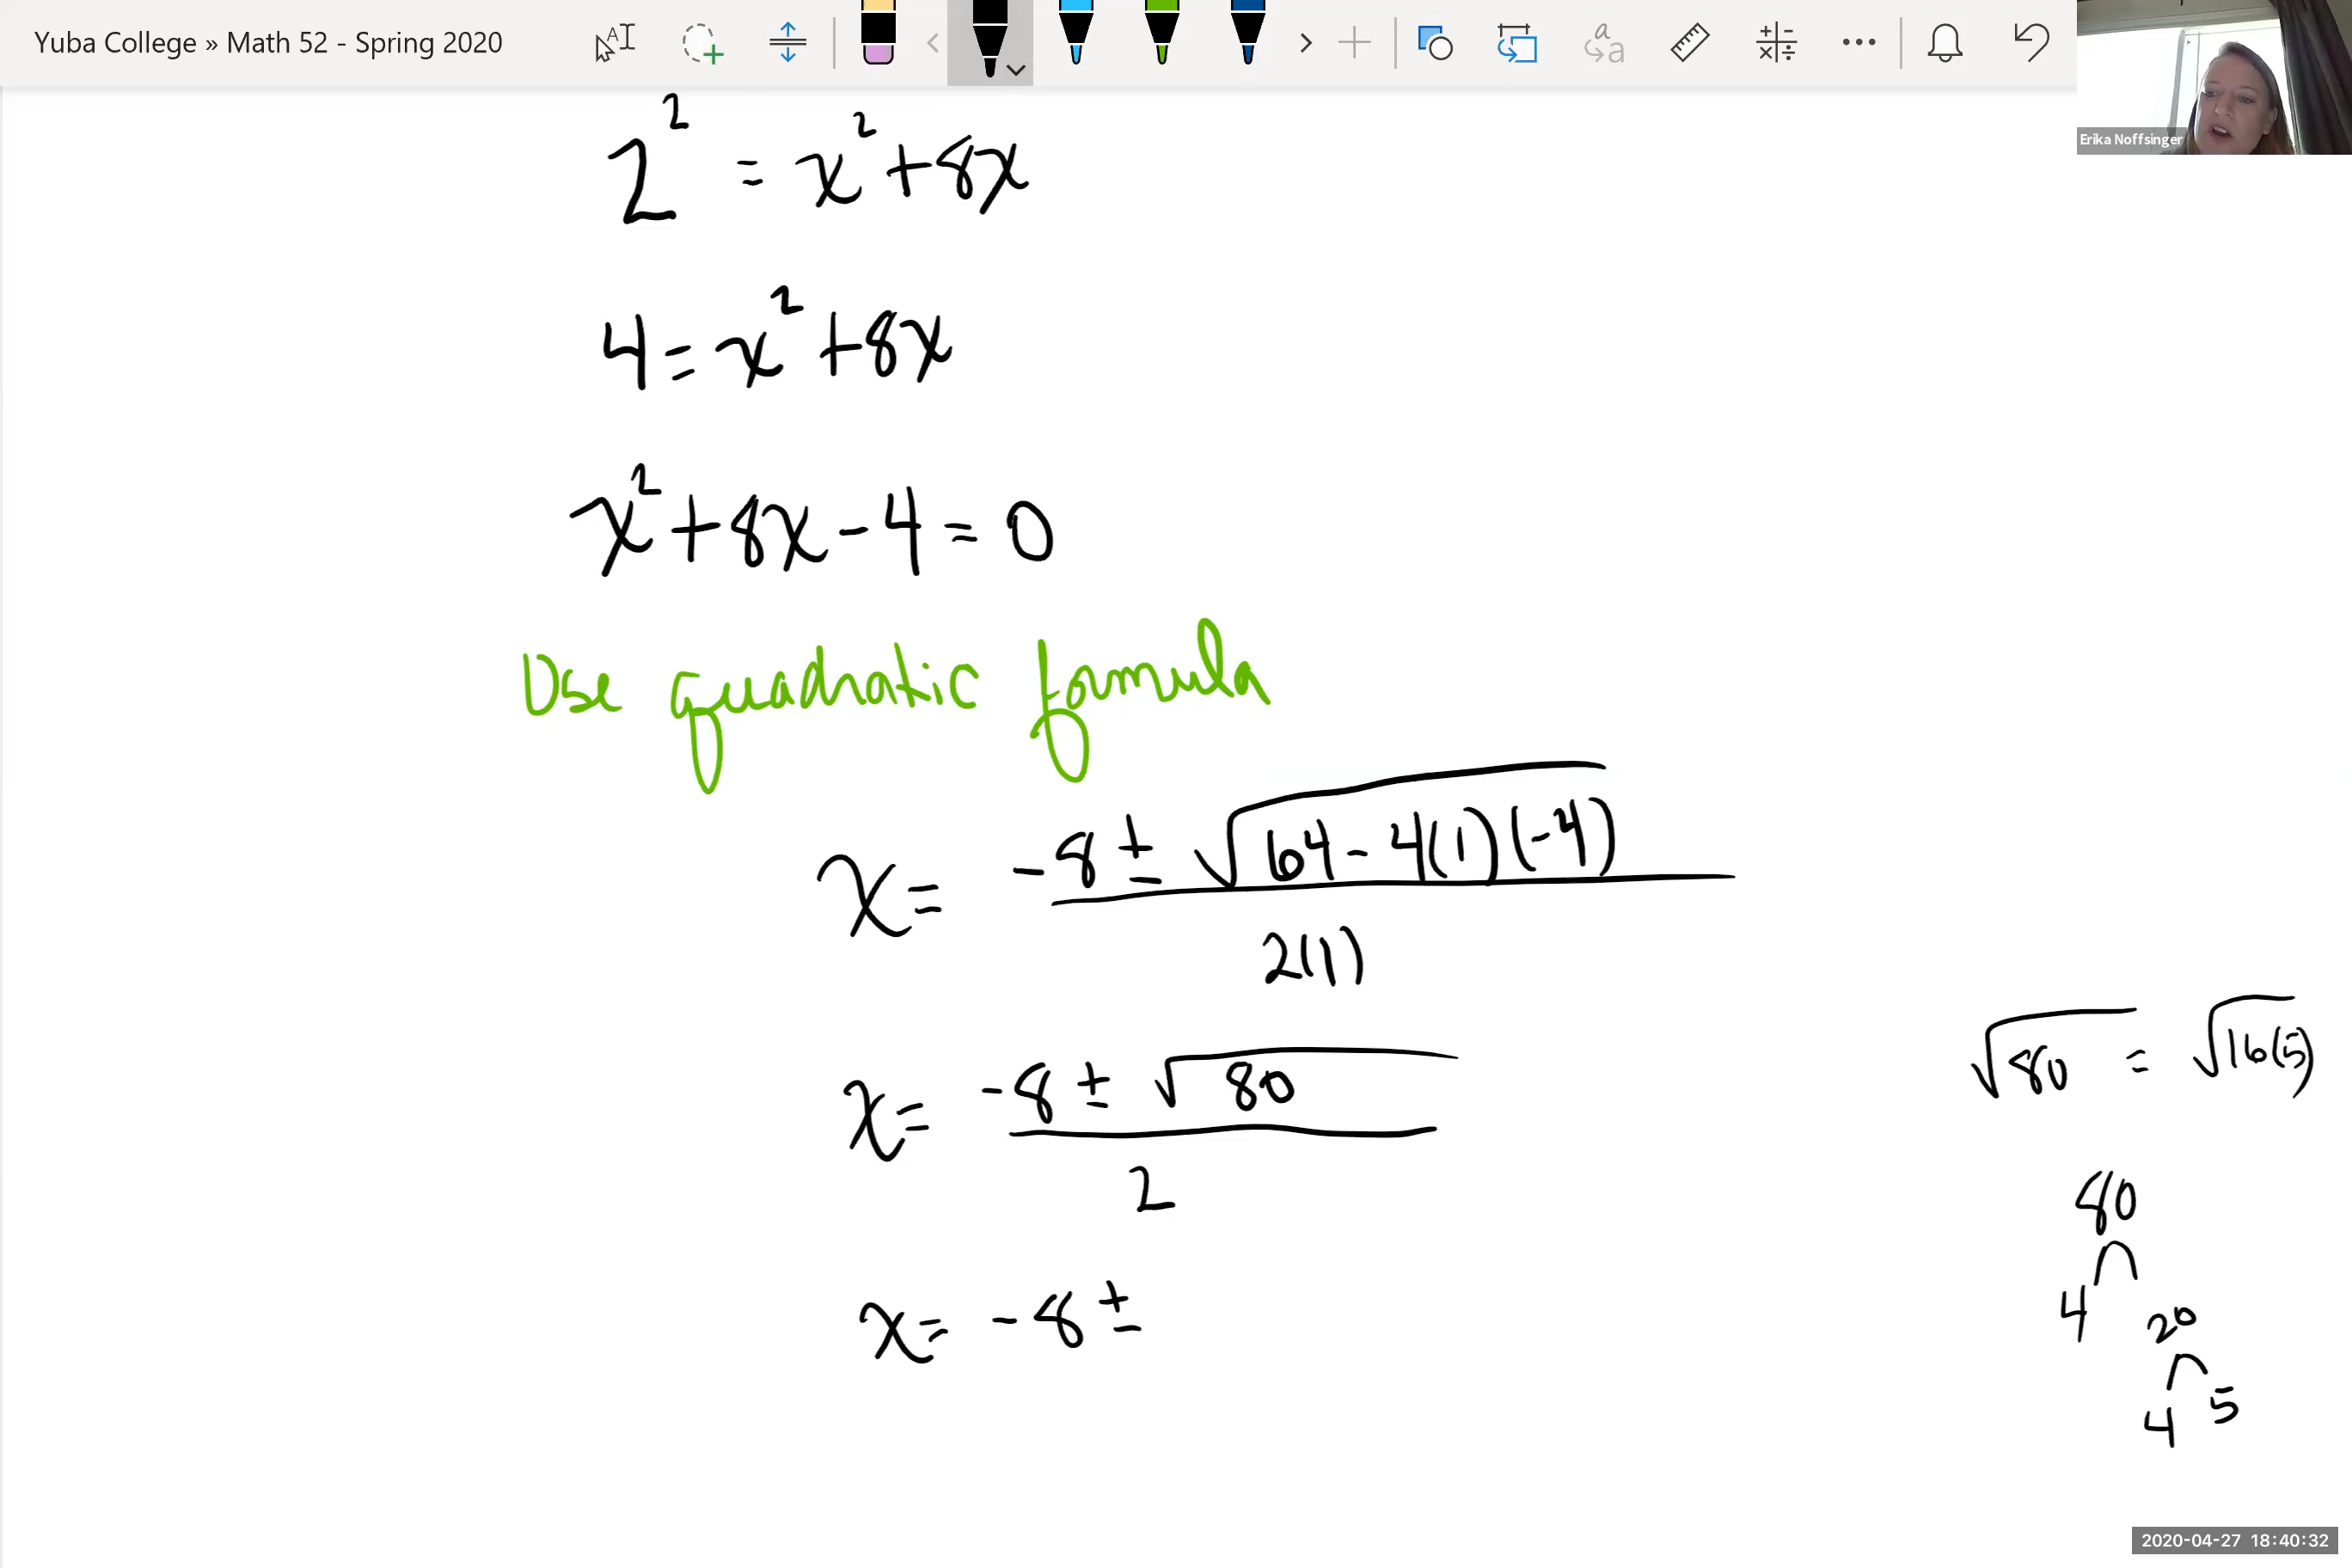 Yuba College » Math 52 - Spring 2020
Erika Noffsinger
2² = x² + 8x
4 = x² + 8x
x² + 8x - 4 = 0
Use quadratic formula
x = -8 ± √64 - 4(1)(-4)
2(1)
x = -8 ± √80
2
√80 = √16(5)
80
4 20
4 5
x = -8 ±
2020-04-27 18:40:32